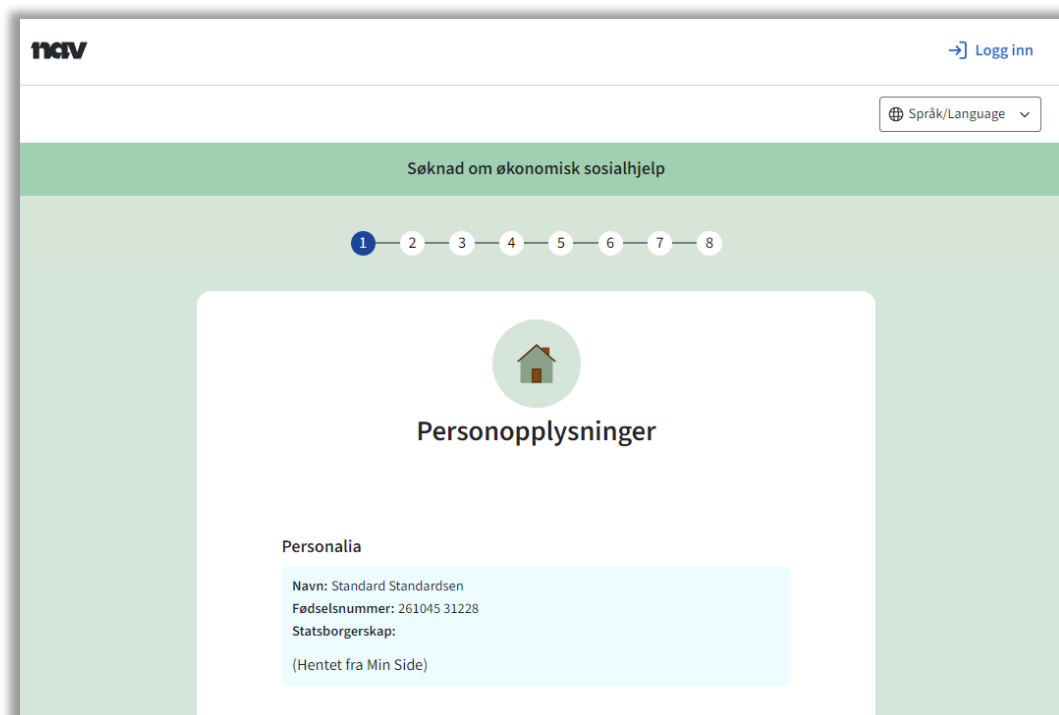 nav
Logg inn
Språk/Language
Søknad om økonomisk sosialhjelp
1 2 3 4 5 6 7 8
Personopplysninger
Personalia
Navn: Standard Standardsen
Fødselsnummer: 261045 31228
Statsborgerskap:
(Hentet fra Min Side)